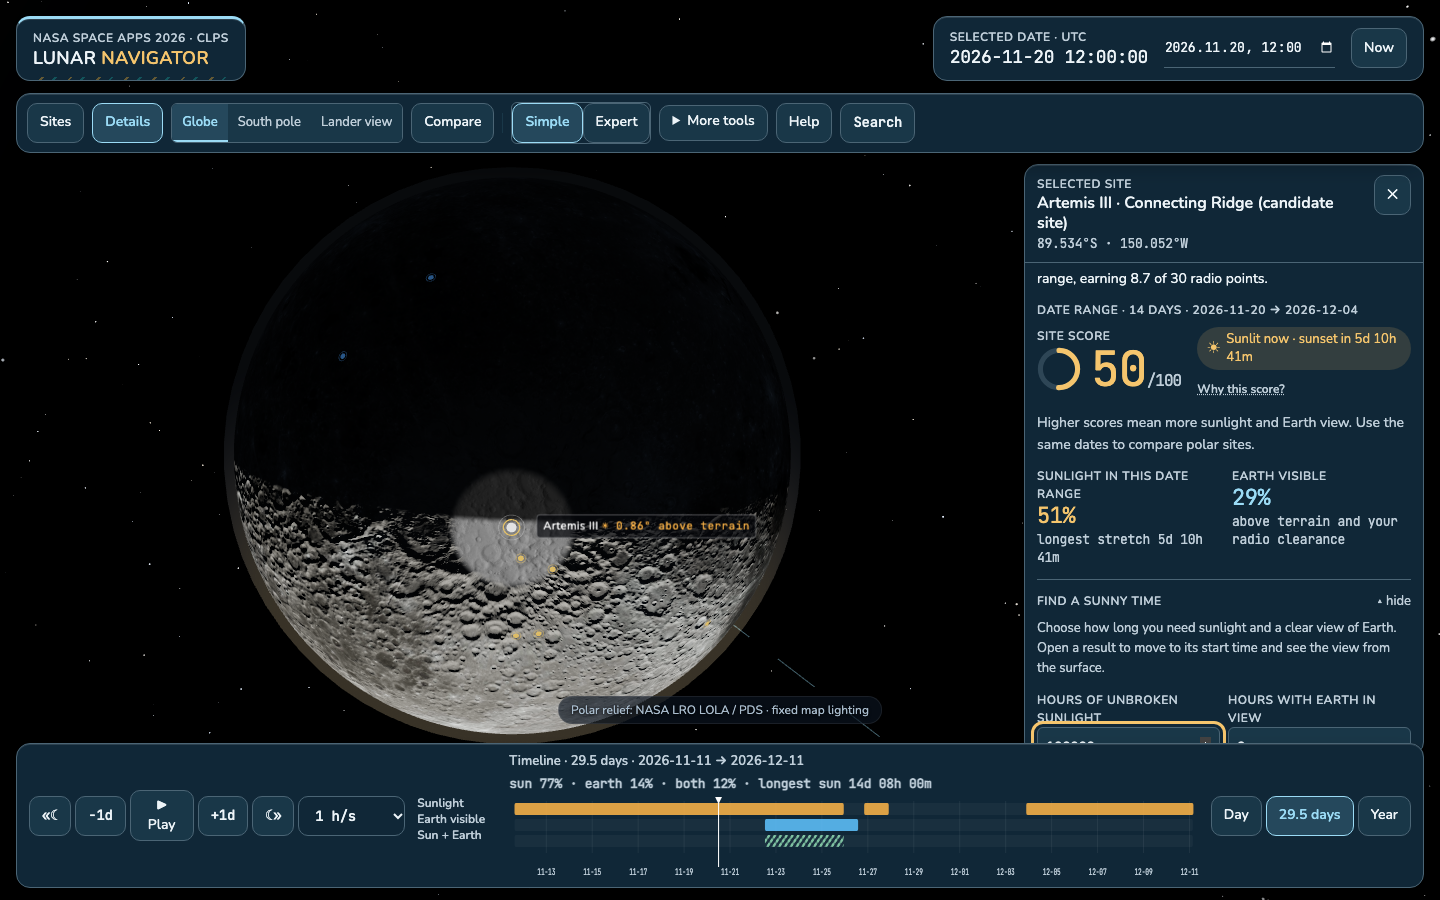 NASA SPACE APPS 2026 · CLPS
LUNAR NAVIGATOR
SELECTED DATE · UTC
2026-11-20 12:00:00
2026.11.20, 12:00
Now
Sites
Details
Globe
South pole
Lander view
Compare
Simple
Expert
▶ More tools
Help
Search
SELECTED SITE
Artemis III · Connecting Ridge (candidate
site)
89.534°S · 150.052°W
×
range, earning 8.7 of 30 radio points.
DATE RANGE · 14 DAYS · 2026-11-20 → 2026-12-04
SITE SCORE
50/100
☀ Sunlit now · sunset in 5d 10h
41m
Why this score?
Higher scores mean more sunlight and Earth view. Use the
same dates to compare polar sites.
SUNLIGHT IN THIS DATE
RANGE
51%
longest stretch 5d 10h
41m
EARTH VISIBLE
29%
above terrain and your
radio clearance
FIND A SUNNY TIME
▴ hide
Choose how long you need sunlight and a clear view of Earth.
Open a result to move to its start time and see the view from
the surface.
HOURS OF UNBROKEN
SUNLIGHT
HOURS WITH EARTH IN
VIEW
Artemis III ☀ 0.86° above terrain
Polar relief: NASA LRO LOLA / PDS · fixed map lighting
Timeline · 29.5 days · 2026-11-11 → 2026-12-11
sun 77% · earth 14% · both 12% · longest sun 14d 08h 00m
«☾
-1d
▶
Play
+1d
☾»
1 h/s
Sunlight
Earth visible
Sun + Earth
11-13
11-15
11-17
11-19
11-21
11-23
11-25
11-27
11-29
12-01
12-03
12-05
12-07
12-09
12-11
Day
29.5 days
Year